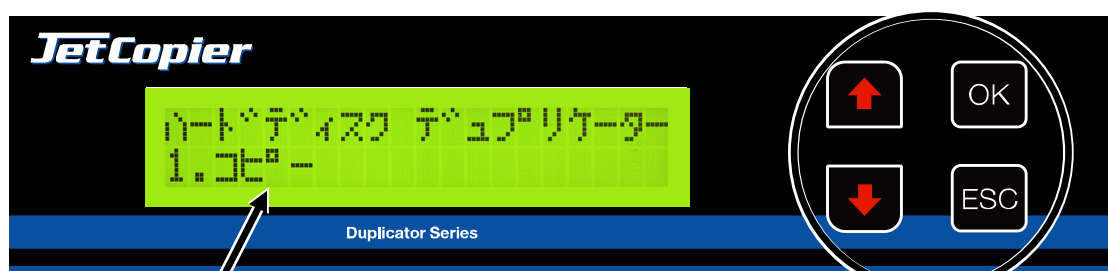 JetCopier
ハードディスク デュプリケーター
1.コピー
Duplicator Series
OK
ESC